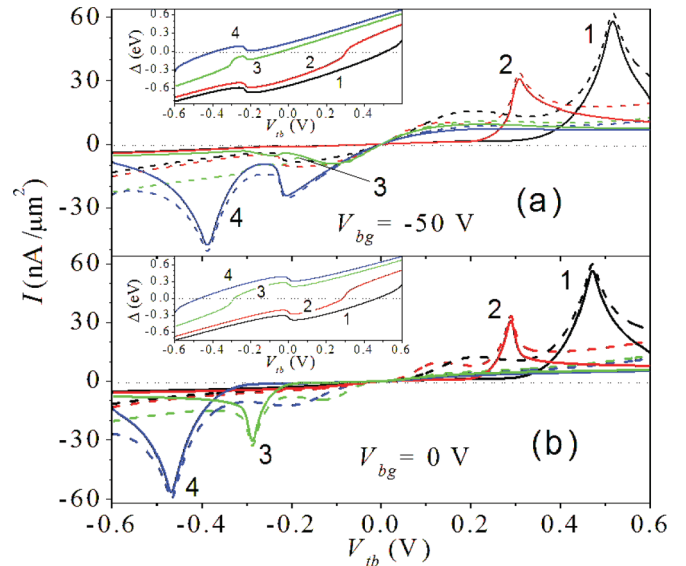 60
30
0
-30
I (nA/μm²)
0.6
0.3
0.0
-0.3
-0.6
Δ (eV)
4
3
2
1
-0.6 -0.4 -0.2 0.0 0.2 0.4
V_tb (V)
1
2
3
4
(a)
V_bg = -50 V
60
30
0
-30
-60
0.6
0.3
0.0
-0.3
-0.6
Δ (eV)
4
3
2
1
-0.6 -0.4 -0.2 0.0 0.2 0.4 0.6
V_tb (V)
1
2
3
4
(b)
V_bg = 0 V
-0.6 -0.4 -0.2 0.0 0.2 0.4 0.6
V_tb (V)